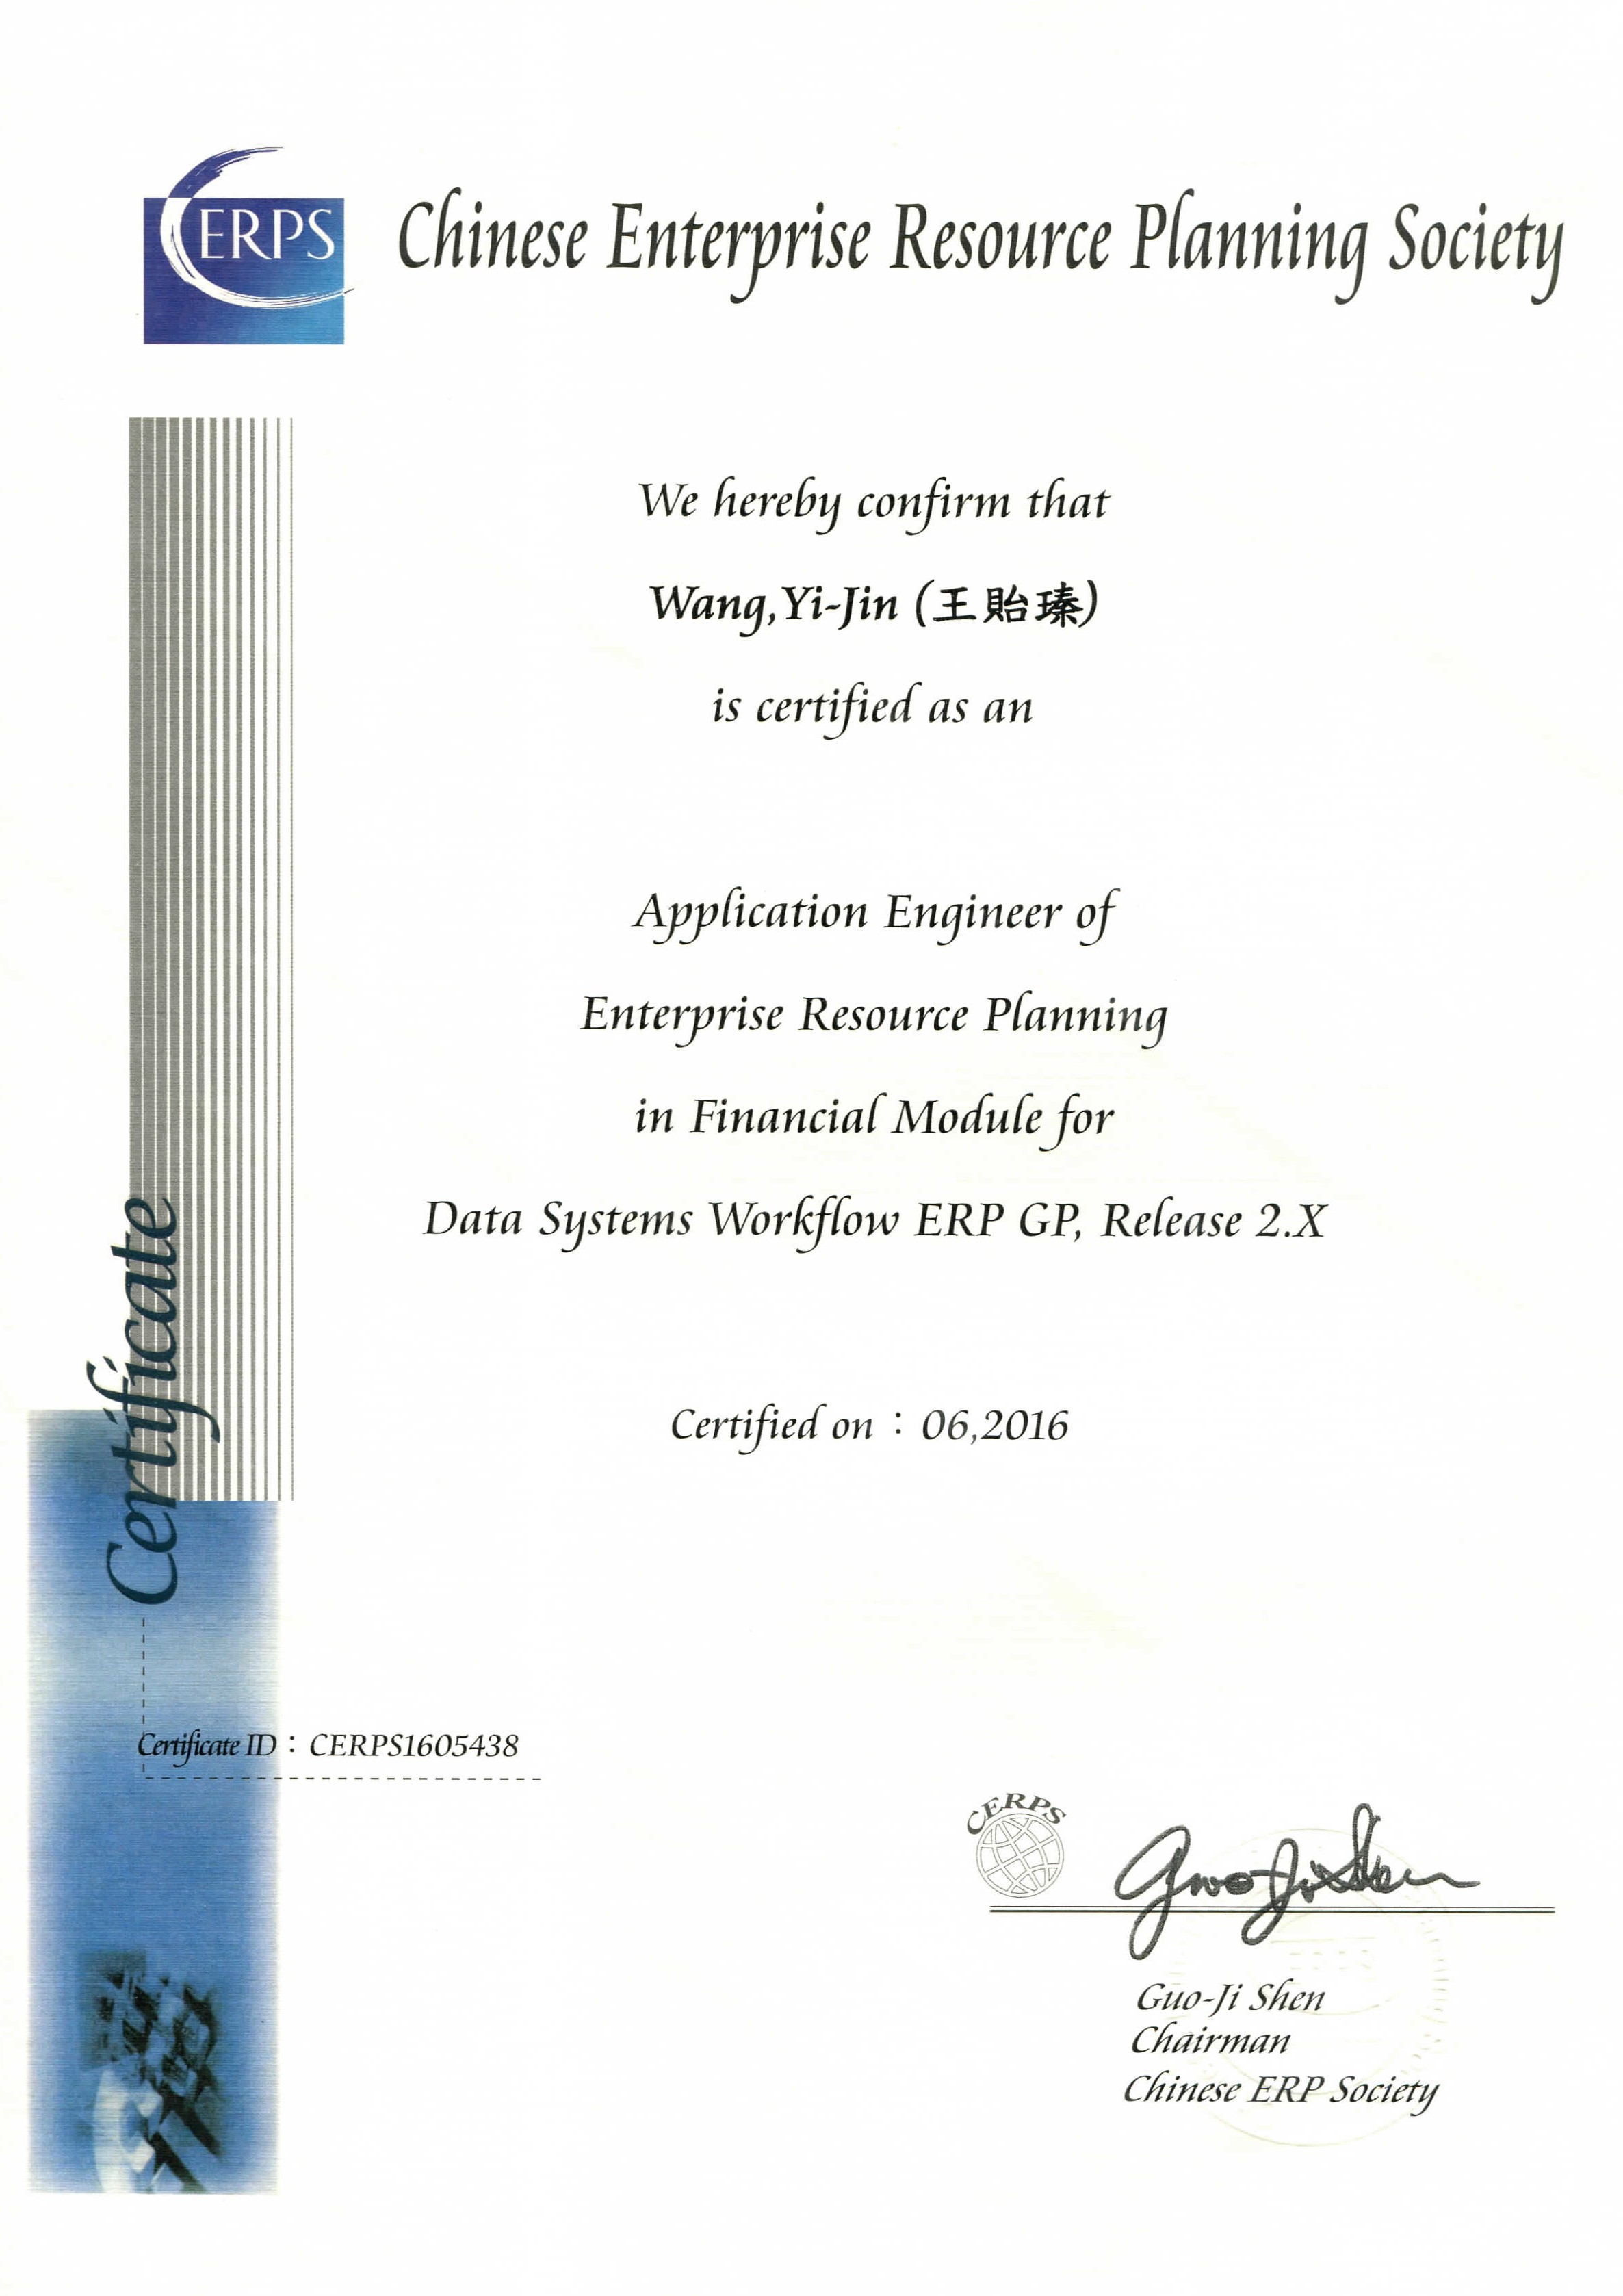 CERPS
Chinese Enterprise Resource Planning Society
We hereby confirm that
Wang,Yi-Jin (王貽瑧)
is certified as an
Application Engineer of
Enterprise Resource Planning
in Financial Module for
Data Systems Workflow ERP GP, Release 2.X
Certified on：06,2016
Certificate
Certificate ID：CERPS1605438
CERPS
Guo-Ji Shen
Guo-Ji Shen
Chairman
Chinese ERP Society